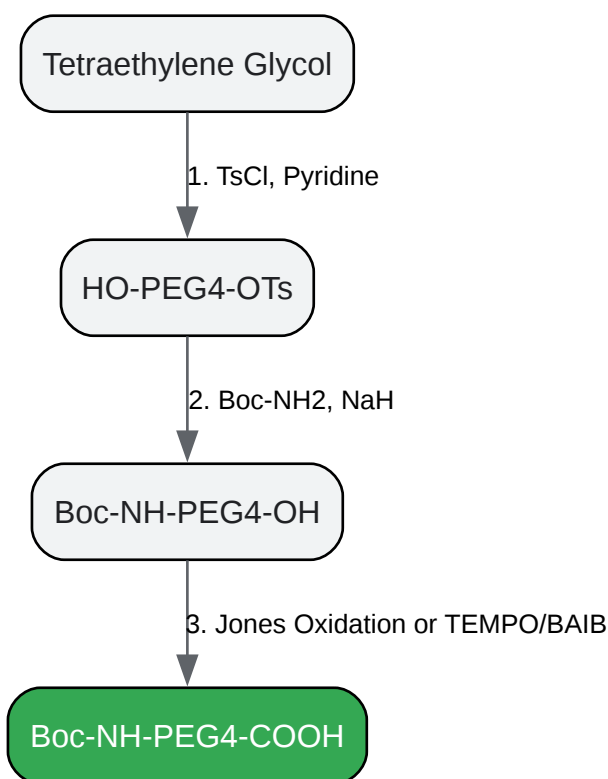 Tetraethylene Glycol
1. TsCl, Pyridine
HO-PEG4-OTs
2. Boc-NH2, NaH
Boc-NH-PEG4-OH
3. Jones Oxidation or TEMPO/BAIB
Boc-NH-PEG4-COOH